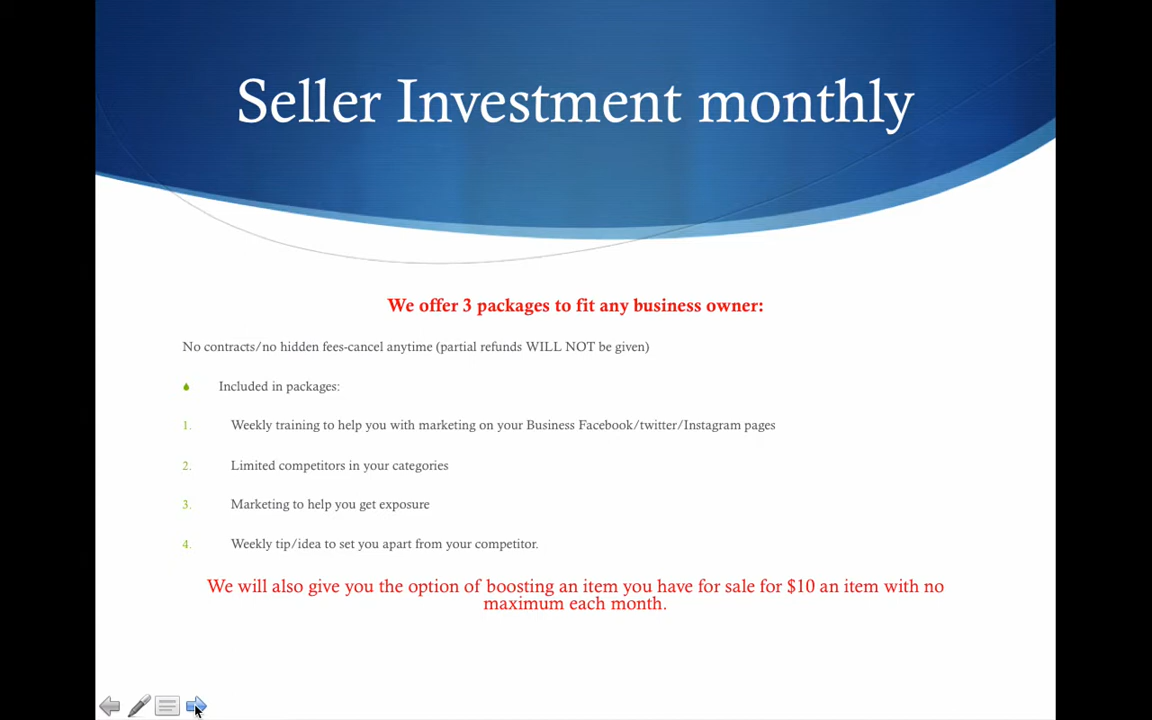 Seller Investment monthly
We offer 3 packages to fit any business owner:
No contracts/no hidden fees-cancel anytime (partial refunds WILL NOT be given)
Included in packages:
1. Weekly training to help you with marketing on your Business Facebook/twitter/Instagram pages
2. Limited competitors in your categories
3. Marketing to help you get exposure
4. Weekly tip/idea to set you apart from your competitor.
We will also give you the option of boosting an item you have for sale for $10 an item with no
maximum each month.